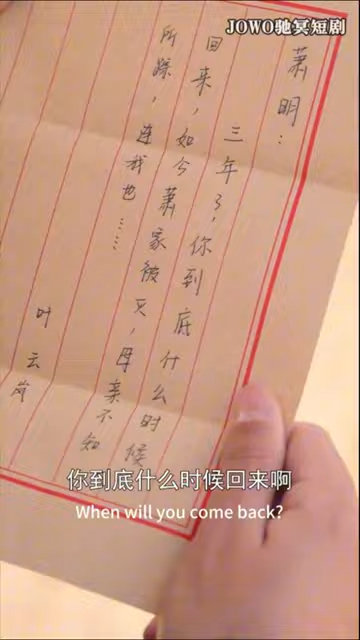 JOWO驰冥短剧
萧明：
三年了，你到底什么时候
回来，如今萧家被灭，母亲不知
所踪，连我也……
叶云岚
你到底什么时候回来啊
When will you come back?